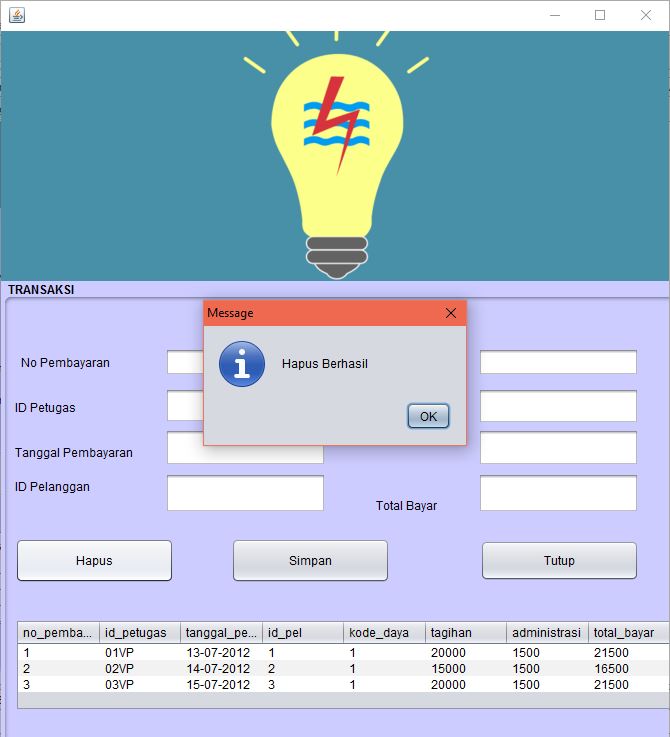 TRANSAKSI
Message
Hapus Berhasil
OK
No Pembayaran
ID Petugas
Tanggal Pembayaran
ID Pelanggan
Total Bayar
Hapus Simpan Tutup
no_pemba... id_petugas tanggal_pe... id_pel kode_daya tagihan administrasi total_bayar
1 01VP 13-07-2012 1 1 20000 1500 21500
2 02VP 14-07-2012 2 1 15000 1500 16500
3 03VP 15-07-2012 3 1 20000 1500 21500